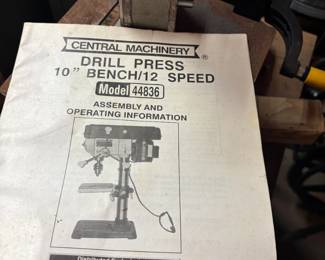 CENTRAL MACHINERY®
DRILL PRESS
10" BENCH/12 SPEED
Model 44836
ASSEMBLY AND
OPERATING INFORMATION